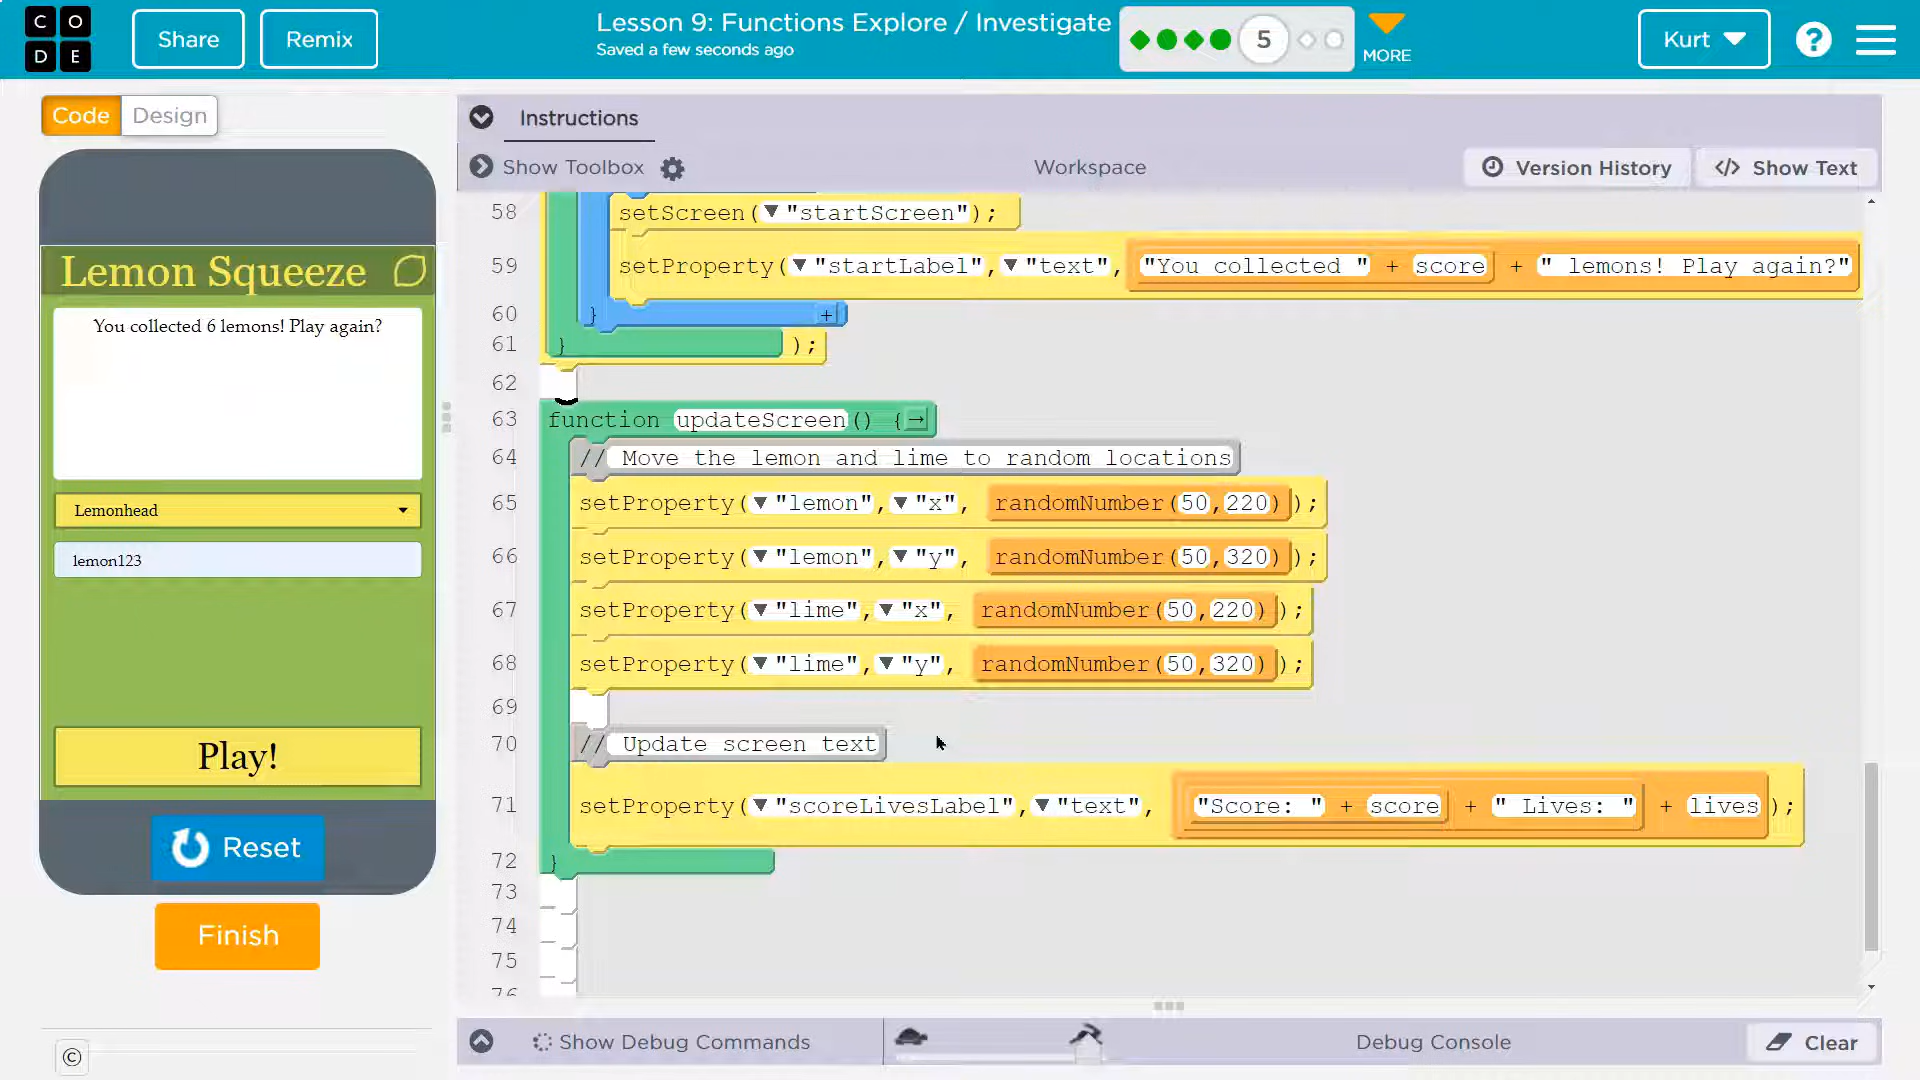 CODE
Share
Remix
Lesson 9: Functions Explore / Investigate
Saved a few seconds ago
5
MORE
Kurt
?
Code
Design
Instructions
Show Toolbox
Workspace
Version History
</> Show Text
Lemon Squeeze
You collected 6 lemons! Play again?
Lemonhead
lemon123
Play!
Reset
Finish
©
58 setScreen(▼"startScreen");
59 setProperty(▼"startLabel",▼"text", "You collected " + score + " lemons! Play again?"
60 } +
61 } );
62
63 function updateScreen() {→
64 // Move the lemon and lime to random locations
65 setProperty(▼"lemon",▼"x", randomNumber(50,220));
66 setProperty(▼"lemon",▼"y", randomNumber(50,320));
67 setProperty(▼"lime",▼"x", randomNumber(50,220));
68 setProperty(▼"lime",▼"y", randomNumber(50,320));
69
70 // Update screen text
71 setProperty(▼"scoreLivesLabel",▼"text", "Score: " + score + " Lives: " + lives);
72 }
73
74
75
76
Show Debug Commands
Debug Console
Clear